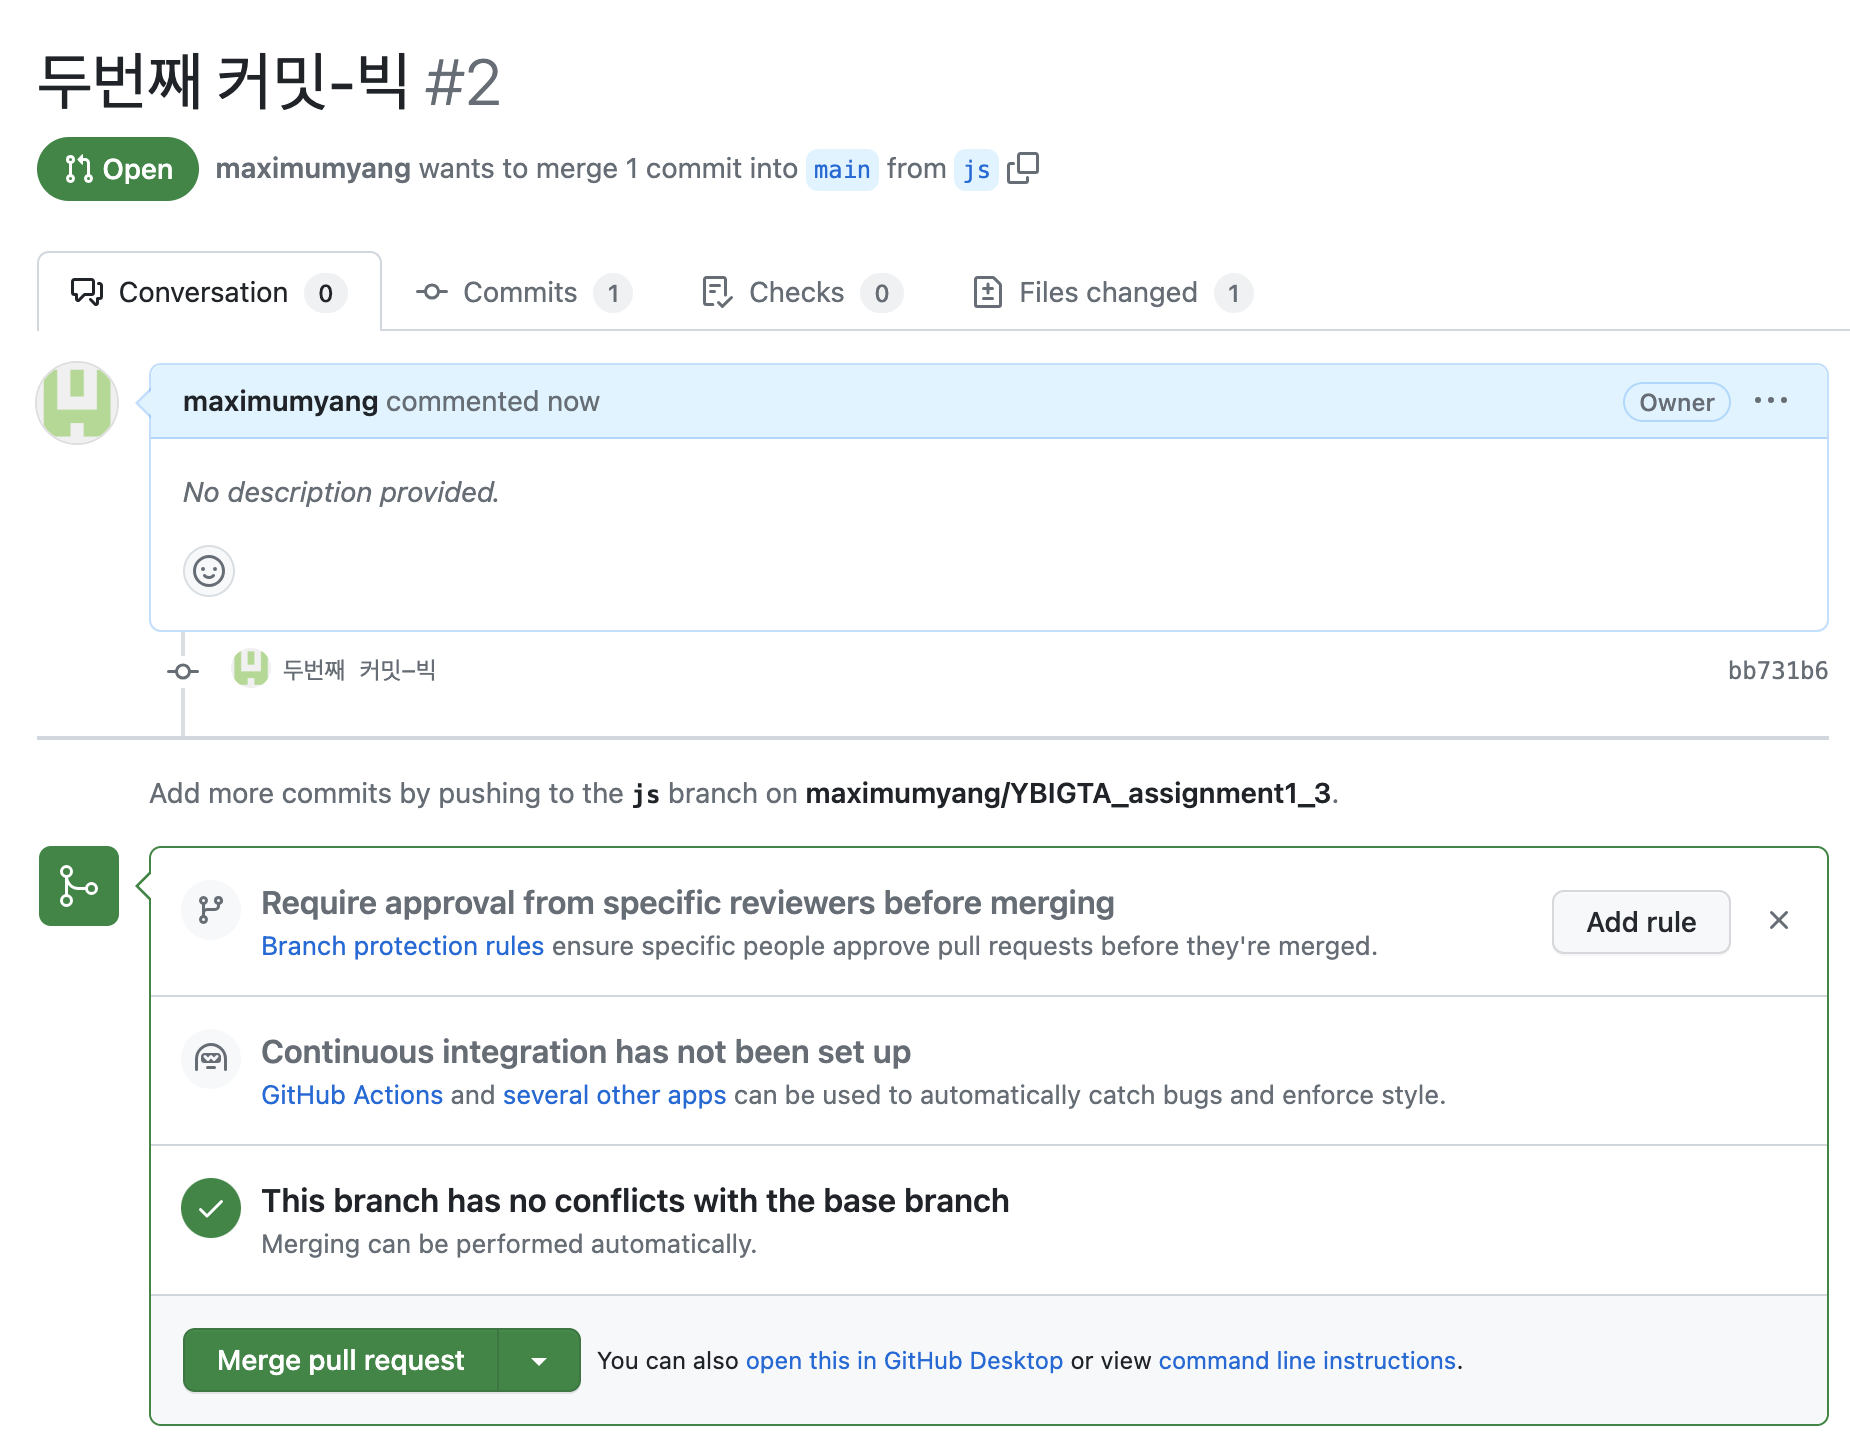 두번째 커밋-빅 #2
Open maximumyang wants to merge 1 commit into main from js
Conversation 0 Commits 1 Checks 0 Files changed 1
maximumyang commented now Owner
No description provided.
두번째 커밋-빅 bb731b6
Add more commits by pushing to the js branch on maximumyang/YBIGTA_assignment1_3.
Require approval from specific reviewers before merging
Branch protection rules ensure specific people approve pull requests before they're merged.
Add rule
Continuous integration has not been set up
GitHub Actions and several other apps can be used to automatically catch bugs and enforce style.
This branch has no conflicts with the base branch
Merging can be performed automatically.
Merge pull request You can also open this in GitHub Desktop or view command line instructions.